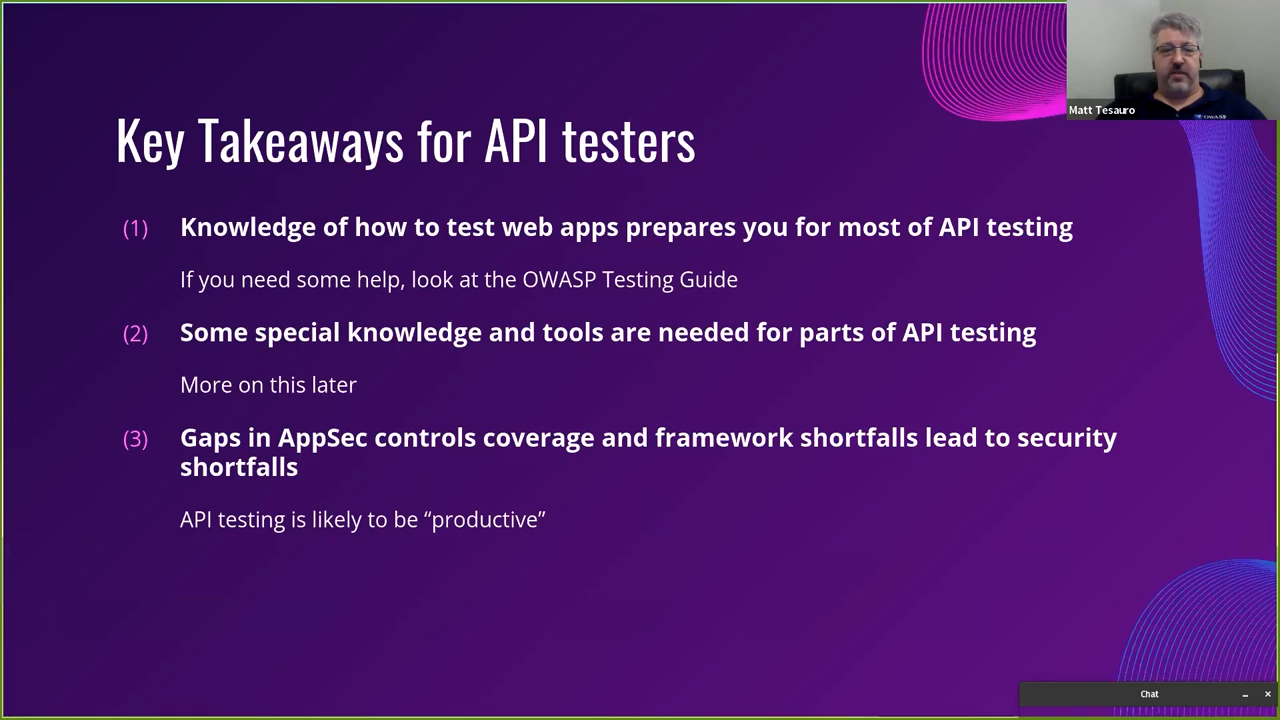 Key Takeaways for API testers
(1) Knowledge of how to test web apps prepares you for most of API testing
If you need some help, look at the OWASP Testing Guide
(2) Some special knowledge and tools are needed for parts of API testing
More on this later
(3) Gaps in AppSec controls coverage and framework shortfalls lead to security
shortfalls
API testing is likely to be “productive”
Matt Tesauro
OWASP
Chat